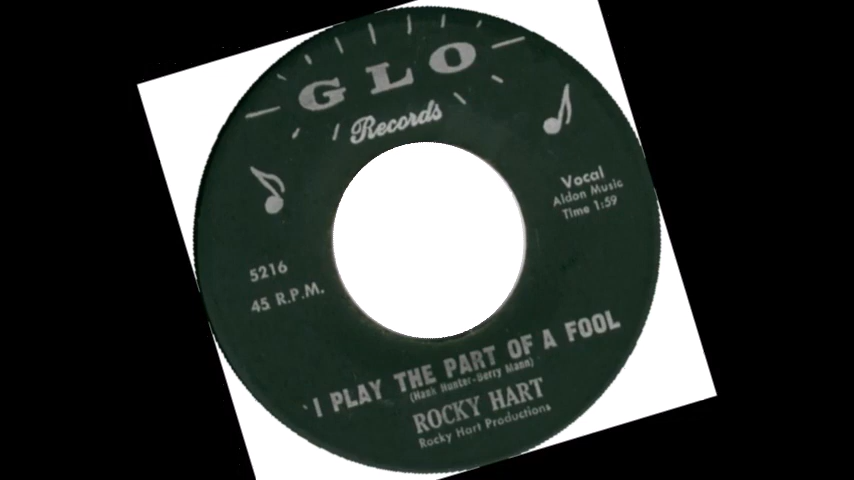 GLO
Records
Vocal
Aldon Music
Time 1:59
5216
45 R.P.M.
I PLAY THE PART OF A FOOL
(Hank Hunter-Berry Mann)
ROCKY HART
Rocky Hart Productions